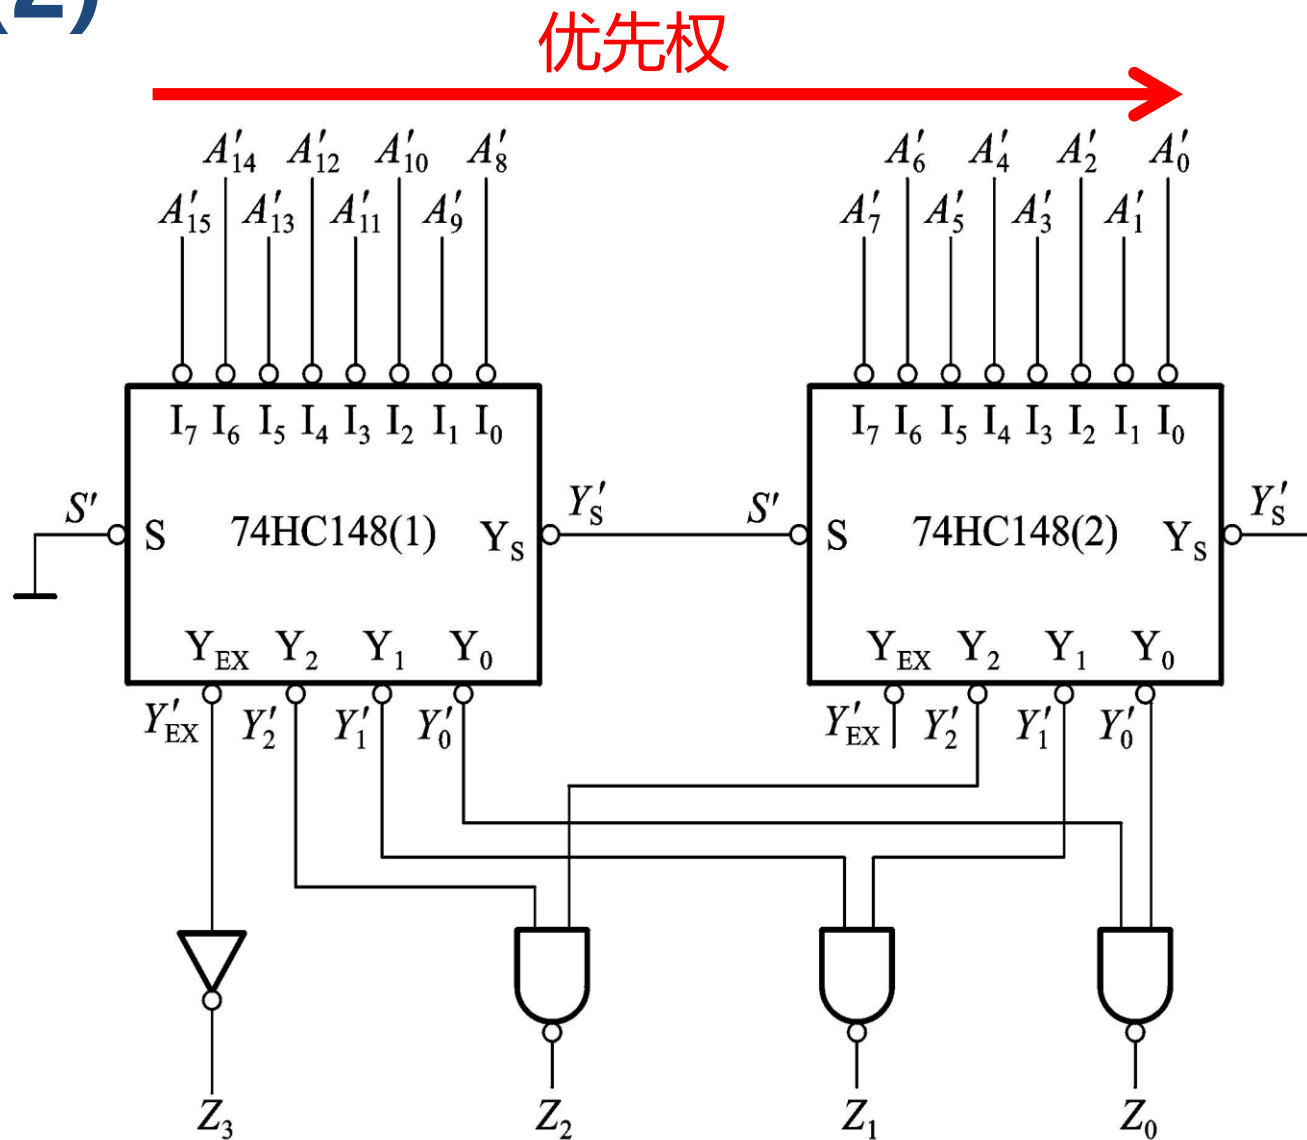 (2)
优先权
A′14 A′12 A′10 A′8 A′6 A′4 A′2 A′0
A′15 A′13 A′11 A′9 A′7 A′5 A′3 A′1
I7 I6 I5 I4 I3 I2 I1 I0 I7 I6 I5 I4 I3 I2 I1 I0
S′ Y′S S′ Y′S
S 74HC148(1) YS S 74HC148(2) YS
YEX Y2 Y1 Y0 YEX Y2 Y1 Y0
Y′EX Y′2 Y′1 Y′0 Y′EX Y′2 Y′1 Y′0
Z3 Z2 Z1 Z0